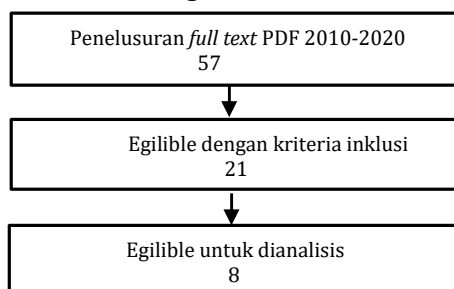 Penelusuran full text PDF 2010-2020
57
Egilible dengan kriteria inklusi
21
Egilible untuk dianalisis
8